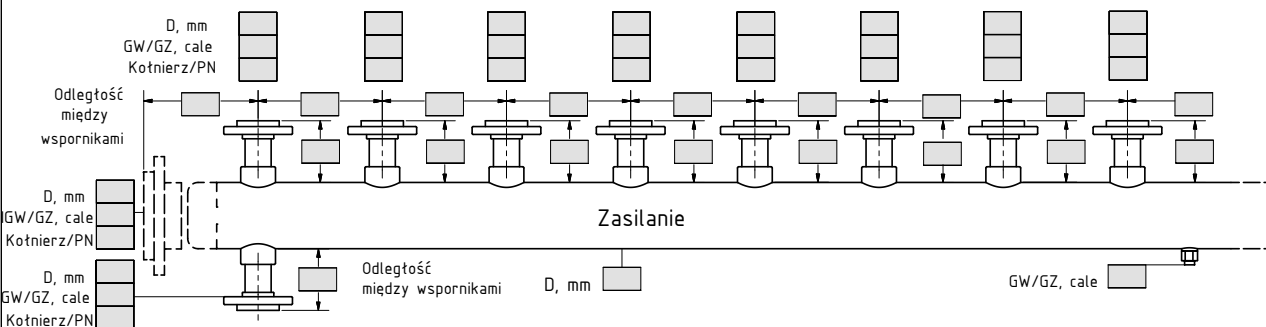 D, mm
GW/GZ, cale
Kołnierz/PN
Odległość
między
wspornikami
D, mm
GW/GZ, cale
Kołnierz/PN
Zasilanie
D, mm
GW/GZ, cale
Kołnierz/PN
Odległość
między wspornikami
D, mm
GW/GZ, cale